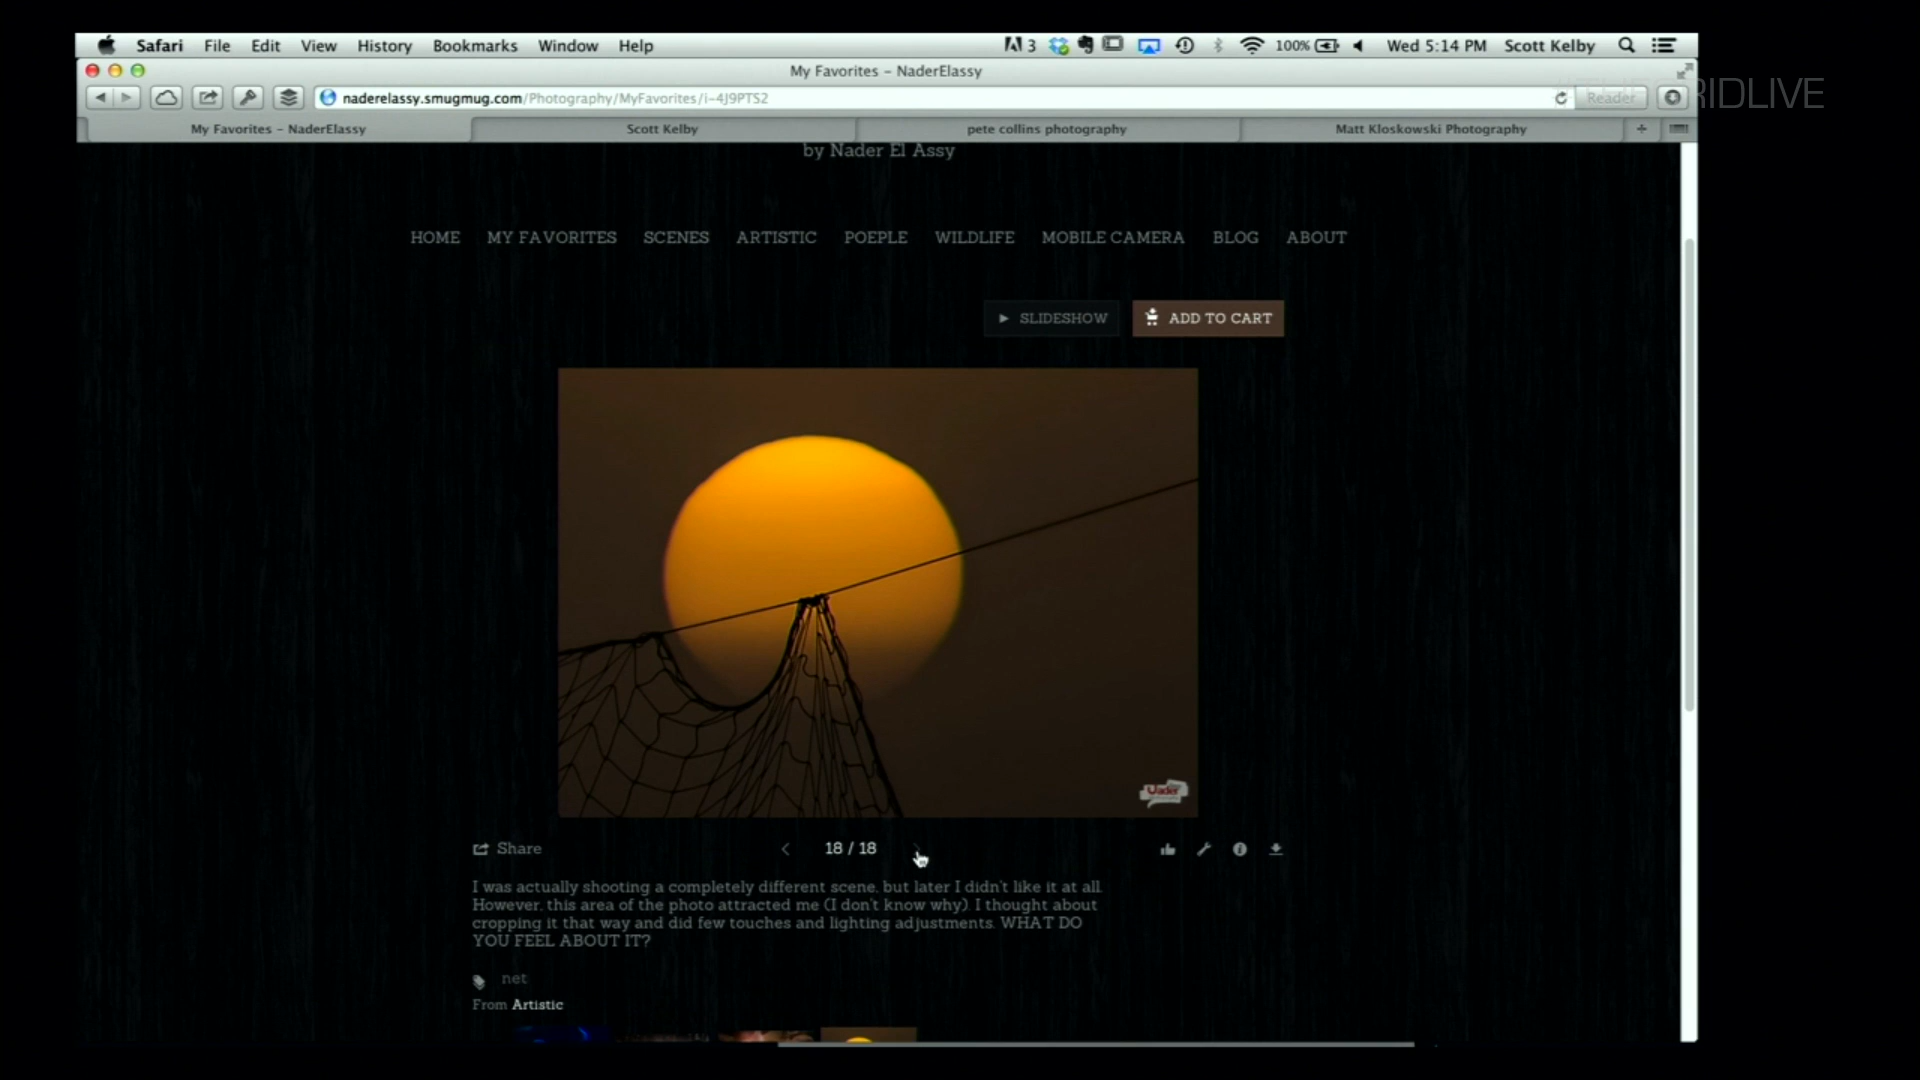 Safari File Edit View History Bookmarks Window Help 3 100% Wed 5:14 PM Scott Kelby
My Favorites – NaderElassy
naderelassy.smugmug.com/Photography/MyFavorites/i-4J9PTS2 Reader
RIDLIVE
My Favorites – NaderElassy Scott Kelby pete collins photography Matt Kloskowski Photography
by Nader El Assy
HOME MY FAVORITES SCENES ARTISTIC POEPLE WILDLIFE MOBILE CAMERA BLOG ABOUT
SLIDESHOW ADD TO CART
Nader
Share 18 / 18
I was actually shooting a completely different scene, but later I didn't like it at all.
However, this area of the photo attracted me (I don't know why). I thought about
cropping it that way and did few touches and lighting adjustments. WHAT DO
YOU FEEL ABOUT IT?
net
From Artistic